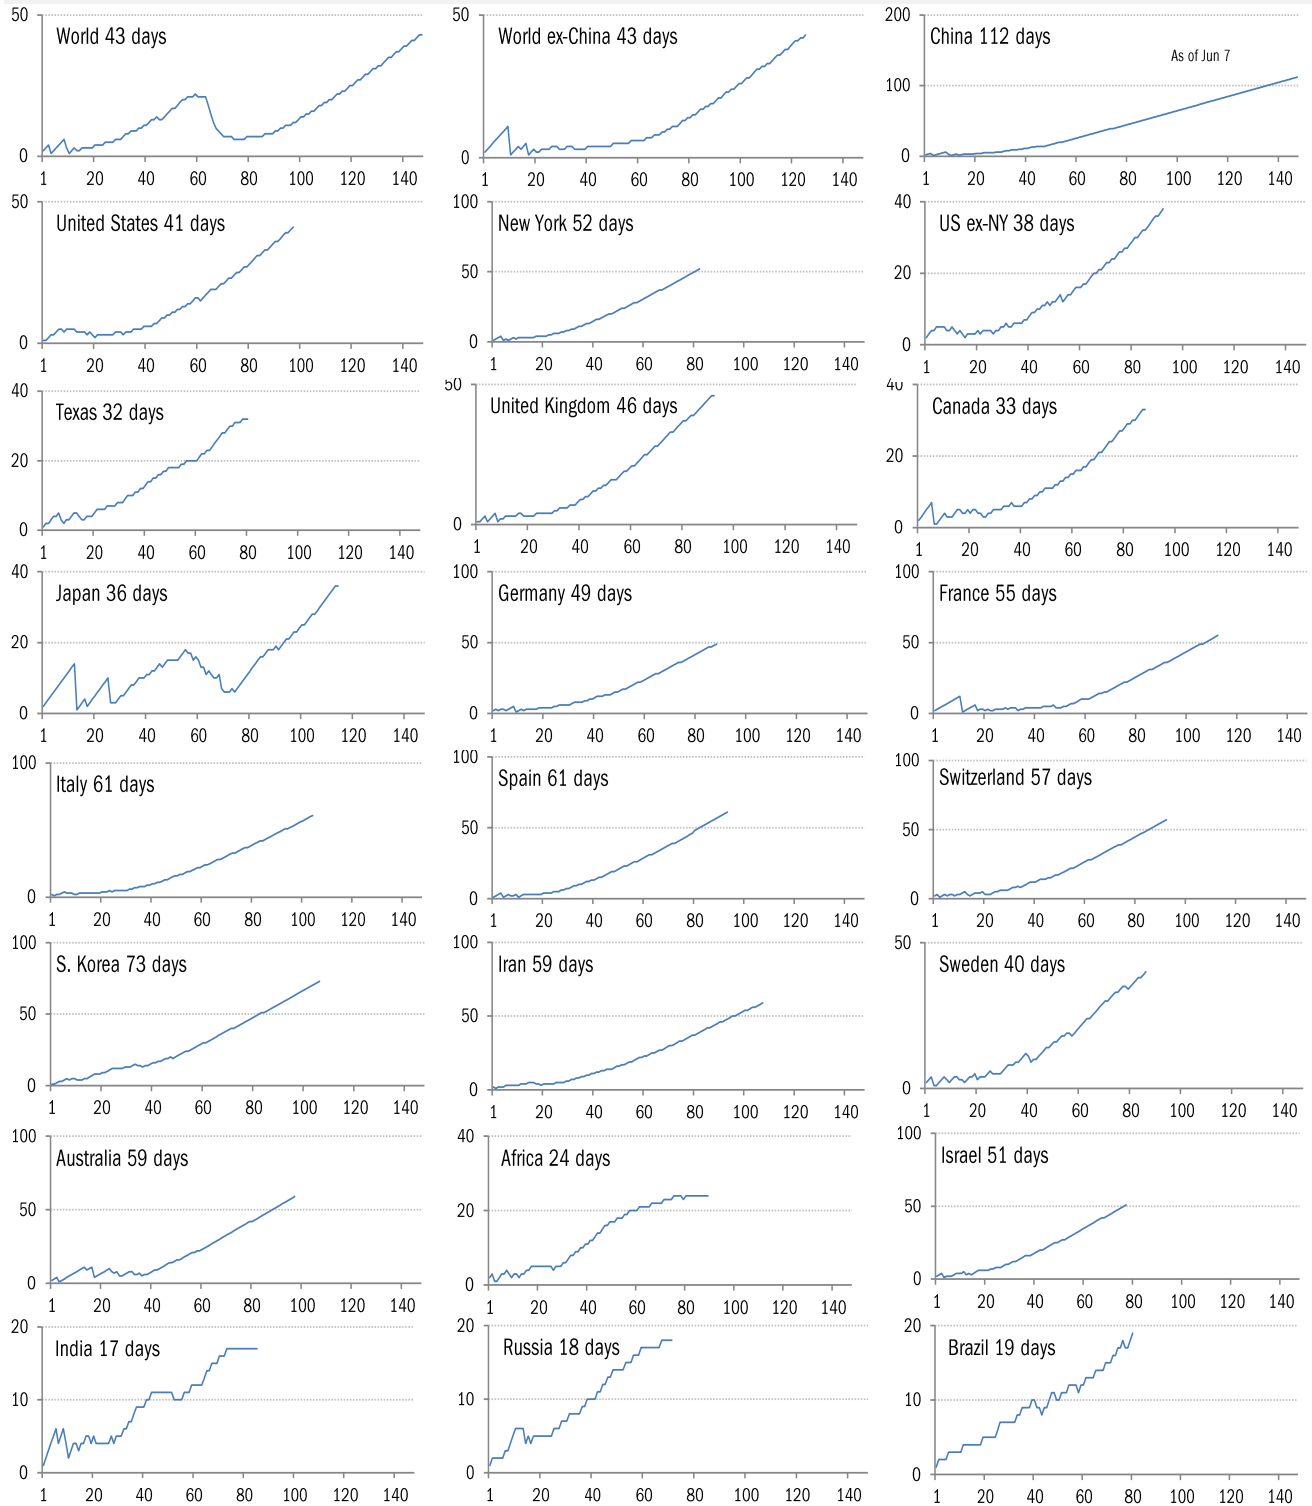 50
World 43 days
0
1 20 40 60 80 100 120 140
50
World ex-China 43 days
0
1 20 40 60 80 100 120 140
200
China 112 days
As of Jun 7
100
0
1 20 40 60 80 100 120 140
50
United States 41 days
0
1 20 40 60 80 100 120 140
100
New York 52 days
50
0
1 20 40 60 80 100 120 140
40
US ex-NY 38 days
20
0
1 20 40 60 80 100 120 140
40
Texas 32 days
20
0
1 20 40 60 80 100 120 140
50
United Kingdom 46 days
0
1 20 40 60 80 100 120 140
40
Canada 33 days
20
0
1 20 40 60 80 100 120 140
40
Japan 36 days
20
0
1 20 40 60 80 100 120 140
100
Germany 49 days
50
0
1 20 40 60 80 100 120 140
100
France 55 days
50
0
1 20 40 60 80 100 120 140
100
Italy 61 days
0
1 20 40 60 80 100 120 140
100
Spain 61 days
50
0
1 20 40 60 80 100 120 140
100
Switzerland 57 days
50
0
1 20 40 60 80 100 120 140
100
S. Korea 73 days
50
0
1 20 40 60 80 100 120 140
100
Iran 59 days
50
0
1 20 40 60 80 100 120 140
50
Sweden 40 days
0
1 20 40 60 80 100 120 140
100
Australia 59 days
50
0
1 20 40 60 80 100 120 140
40
Africa 24 days
20
0
1 20 40 60 80 100 120 140
100
Israel 51 days
50
0
1 20 40 60 80 100 120 140
20
India 17 days
10
0
1 20 40 60 80 100 120 140
20
Russia 18 days
10
0
1 20 40 60 80 100 120 140
20
Brazil 19 days
10
0
1 20 40 60 80 100 120 140